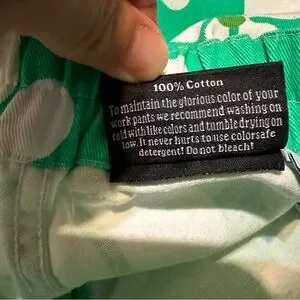 100% Cotton
To maintain the glorious color of your
work pants we recommend washing on
cold with like colors and tumble drying on
low. It never hurts to use colorsafe
detergent! Do not bleach!